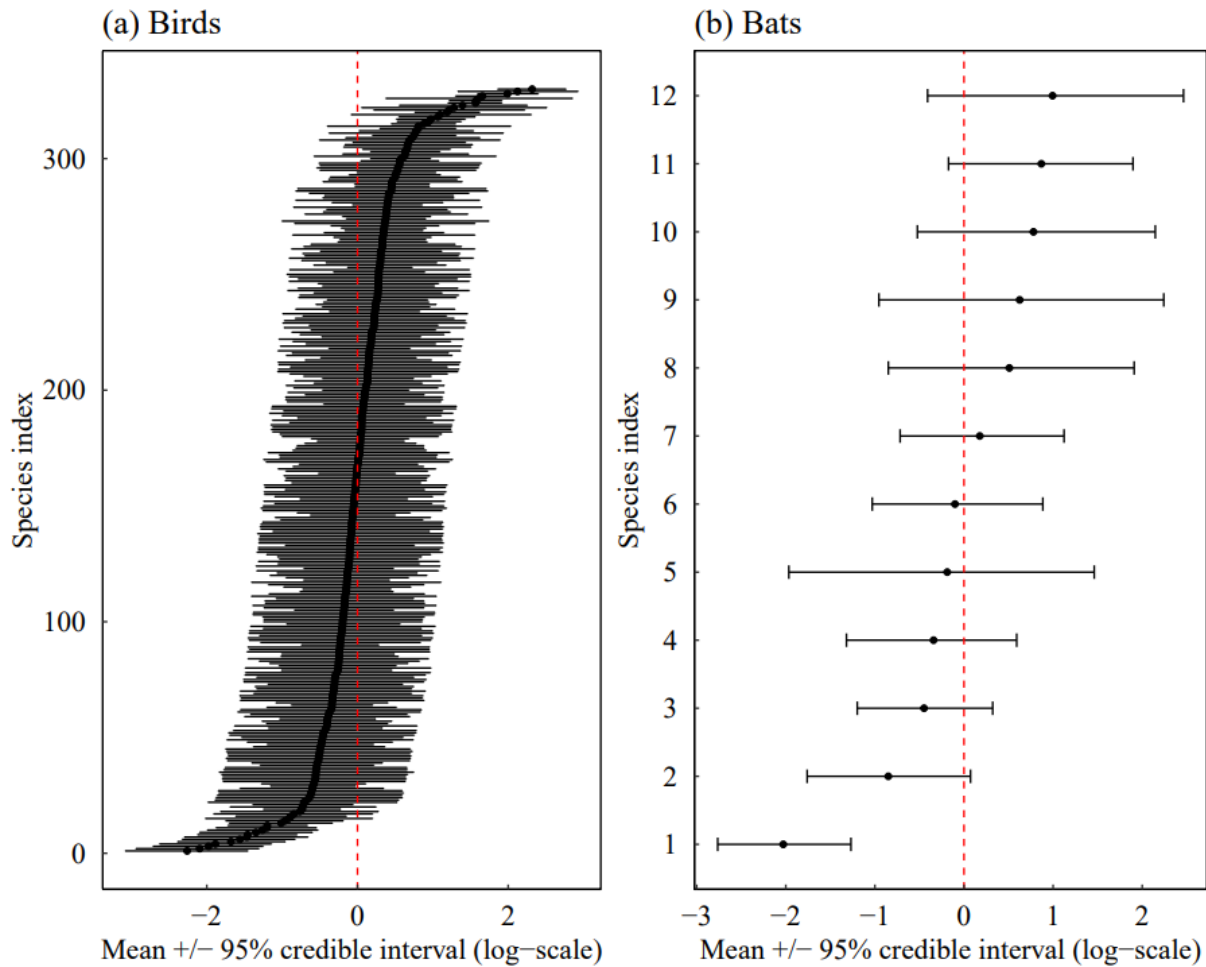 (a) Birds
300
200
100
0
Species index
−2 0 2
Mean +/− 95% credible interval (log−scale)
(b) Bats
12
11
10
9
8
7
6
5
4
3
2
1
Species index
−3 −2 −1 0 1 2
Mean +/− 95% credible interval (log−scale)